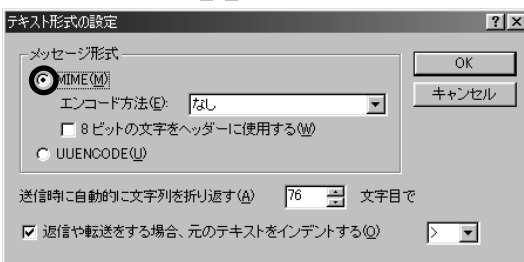 テキスト形式の設定
メッセージ形式
MIME(M)
エンコード方法(E): なし
8 ビットの文字をヘッダーに使用する(W)
UUENCODE(U)
OK
キャンセル
送信時に自動的に文字列を折り返す(A) 76 文字目で
返信や転送をする場合、元のテキストをインデントする(O) >